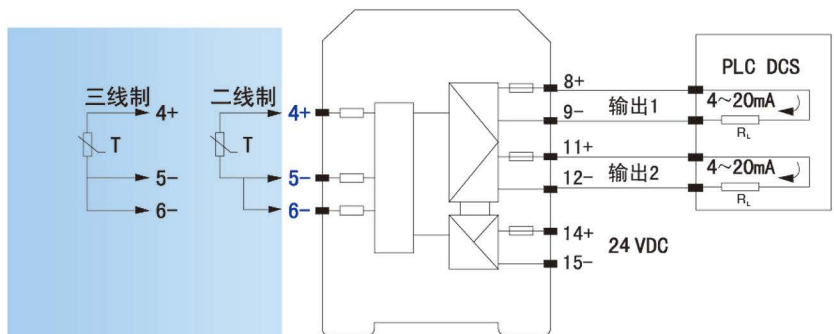 三线制
二线制
4+
T
5-
6-
4+
T
5-
6-
8+
9-
输出1
11+
12-
输出2
14+
24 VDC
15-
PLC DCS
4~20mA
RL
4~20mA
RL